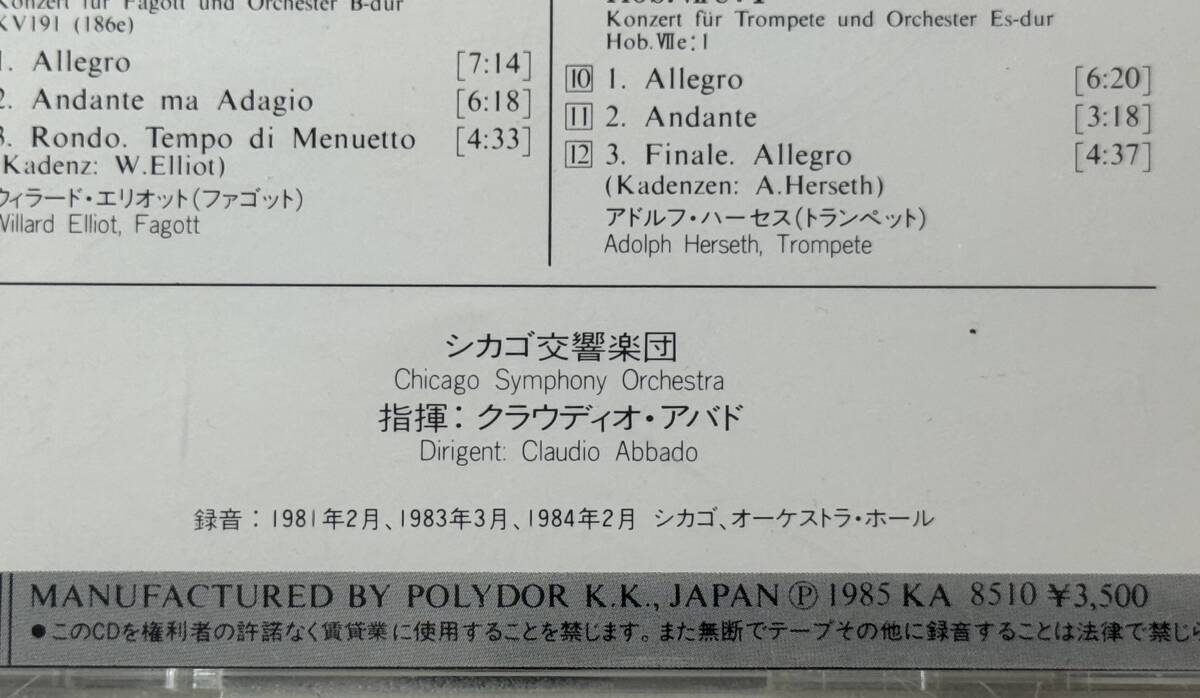 Konzert für Fagott und Orchester B-dur
KV191 (186e)
1. Allegro [7:14]
2. Andante ma Adagio [6:18]
3. Rondo. Tempo di Menuetto [4:33]
(Kadenz: W.Elliot)
ウィラード・エリオット(ファゴット)
Willard Elliot, Fagott
Konzert für Trompete und Orchester Es-dur
Hob.Ⅶe:1
10 1. Allegro [6:20]
11 2. Andante [3:18]
12 3. Finale. Allegro [4:37]
(Kadenzen: A.Herseth)
アドルフ・ハーセス(トランペット)
Adolph Herseth, Trompete
シカゴ交響楽団
Chicago Symphony Orchestra
指揮:クラウディオ・アバド
Dirigent: Claudio Abbado
録音:1981年2月、1983年3月、1984年2月 シカゴ、オーケストラ・ホール
MANUFACTURED BY POLYDOR K.K., JAPAN Ⓟ 1985 KA 8510 ¥3,500
●このCDを権利者の許諾なく賃貸業に使用することを禁じます。また無断でテープその他に録音することは法律で禁じ